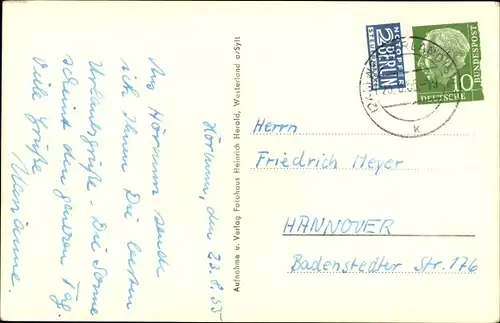 Hörnum, den 23.8.55
Aus Hörnum sende
ich Ihnen Die besten
Urlaubsgrüße. Die Sonne
scheint den ganzen Tag.
Viele Grüße
Marianne.
Aufnahme u. Verlag Fotohaus Heinrich Herold, Westerland a/Sylt
NOTOPFER
2 BERLIN
STEUERMARKE
DEUTSCHE
BUNDESPOST
10
K
Herrn
Friedrich Meyer
HANNOVER
Badenstedter Str. 176